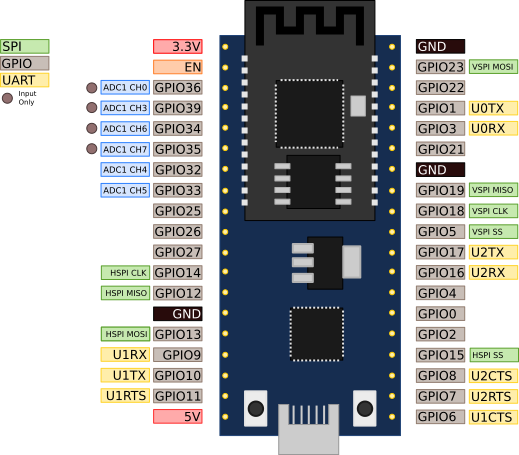 SPI
GPIO
UART
Input
Only
3.3V
EN
ADC1 CH0 GPIO36
ADC1 CH3 GPIO39
ADC1 CH6 GPIO34
ADC1 CH7 GPIO35
ADC1 CH4 GPIO32
ADC1 CH5 GPIO33
GPIO25
GPIO26
GPIO27
HSPI CLK GPIO14
HSPI MISO GPIO12
GND
HSPI MOSI GPIO13
U1RX GPIO9
U1TX GPIO10
U1RTS GPIO11
5V
GND
GPIO23 VSPI MOSI
GPIO22
GPIO1 U0TX
GPIO3 U0RX
GPIO21
GND
GPIO19 VSPI MISO
GPIO18 VSPI CLK
GPIO5 VSPI SS
GPIO17 U2TX
GPIO16 U2RX
GPIO4
GPIO0
GPIO2
GPIO15 HSPI SS
GPIO8 U2CTS
GPIO7 U2RTS
GPIO6 U1CTS